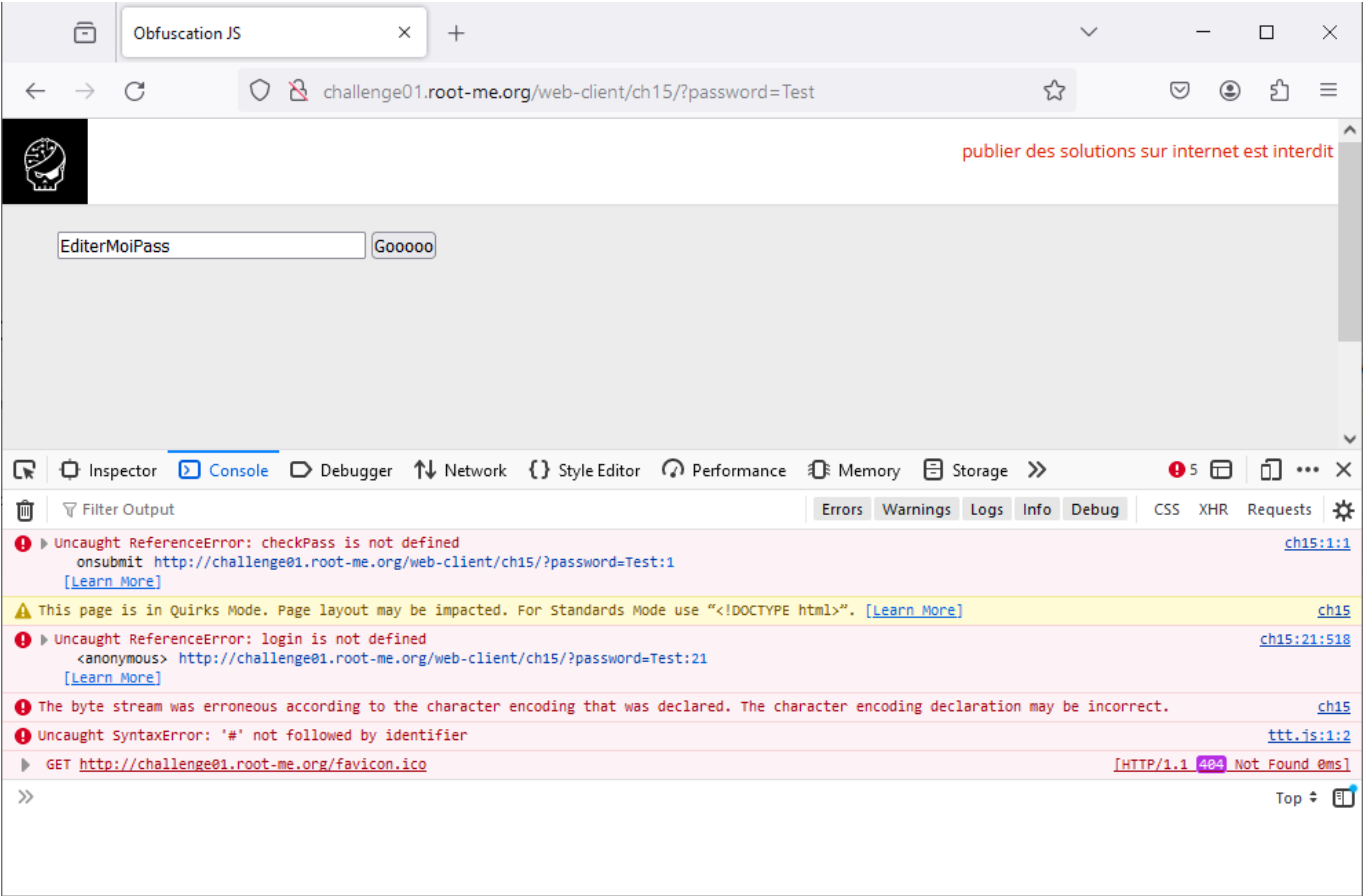 Obfuscation JS
challenge01.root-me.org/web-client/ch15/?password=Test
publier des solutions sur internet est interdit
EditerMoiPass Gooooo
Inspector Console Debugger Network {} Style Editor Performance Memory Storage 5
Filter Output Errors Warnings Logs Info Debug CSS XHR Requests
Uncaught ReferenceError: checkPass is not defined ch15:1:1
onsubmit http://challenge01.root-me.org/web-client/ch15/?password=Test:1
[Learn More]
This page is in Quirks Mode. Page layout may be impacted. For Standards Mode use “<!DOCTYPE html>”. [Learn More] ch15
Uncaught ReferenceError: login is not defined ch15:21:518
<anonymous> http://challenge01.root-me.org/web-client/ch15/?password=Test:21
[Learn More]
The byte stream was erroneous according to the character encoding that was declared. The character encoding declaration may be incorrect. ch15
Uncaught SyntaxError: '#' not followed by identifier ttt.js:1:2
GET http://challenge01.root-me.org/favicon.ico [HTTP/1.1 404 Not Found 0ms]
Top